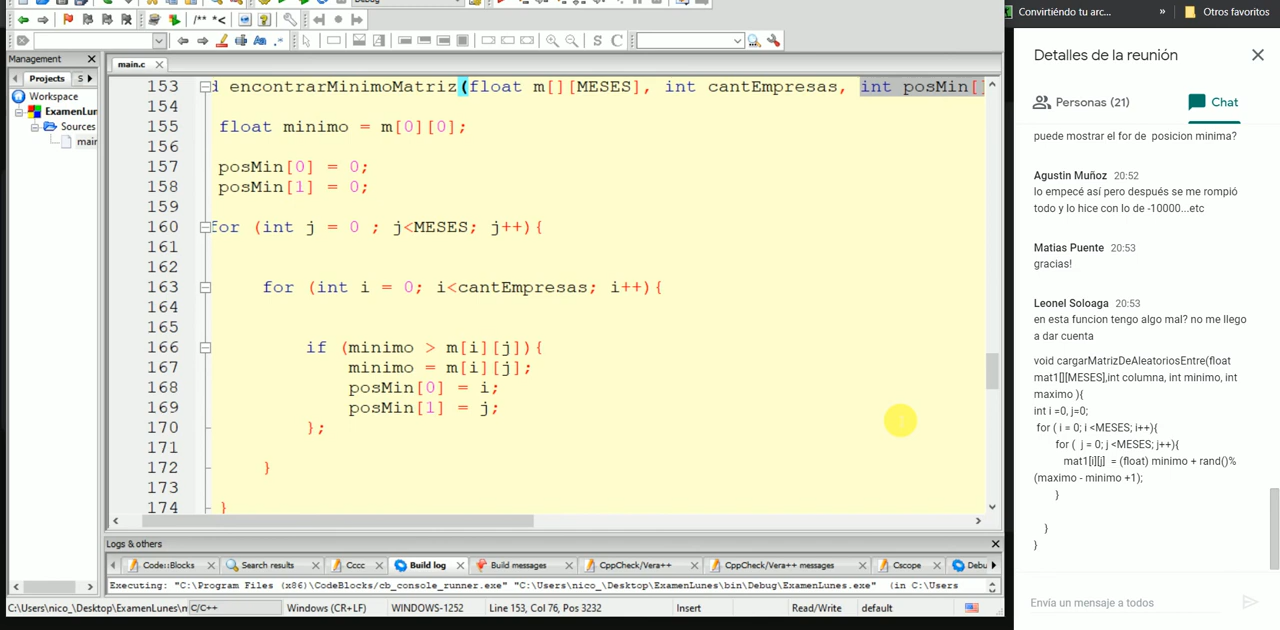 Convirtiéndo tu arc...
»
Otros favoritos
/** *<
S C
Management
Projects S
Workspace
ExamenLun
Sources
main
main.c
153 d encontrarMinimoMatriz(float m[][MESES], int cantEmpresas, int posMin[
154
155 float minimo = m[0][0];
156
157 posMin[0] = 0;
158 posMin[1] = 0;
159
160 for (int j = 0 ; j<MESES; j++){
161
162
163 for (int i = 0; i<cantEmpresas; i++){
164
165
166 if (minimo > m[i][j]){
167 minimo = m[i][j];
168 posMin[0] = i;
169 posMin[1] = j;
170 };
171
172 }
173
174 }
Logs & others
Code::Blocks Search results Cccc Build log Build messages CppCheck/Vera++ CppCheck/Vera++ messages Cscope Debu
Executing: "C:\Program Files (x86)\CodeBlocks/cb_console_runner.exe" "C:\Users\nico_\Desktop\ExamenLunes\bin\Debug\ExamenLunes.exe" (in C:\Users
C:\Users\nico_\Desktop\ExamenLunes\m C/C++ Windows (CR+LF) WINDOWS-1252 Line 153, Col 76, Pos 3232 Insert Read/Write default
Detalles de la reunión
Personas (21) Chat
puede mostrar el for de posicion minima?
Agustin Muñoz 20:52
lo empecé así pero después se me rompió
todo y lo hice con lo de -10000...etc
Matias Puente 20:53
gracias!
Leonel Soloaga 20:53
en esta funcion tengo algo mal? no me llego
a dar cuenta
void cargarMatrizDeAleatoriosEntre(float
mat1[][MESES],int columna, int minimo, int
maximo ){
int i =0, j=0;
for ( i = 0; i <MESES; i++){
for ( j = 0; j <MESES; j++){
mat1[i][j] = (float) minimo + rand()%
(maximo - minimo +1);
}
}
}
Envía un mensaje a todos